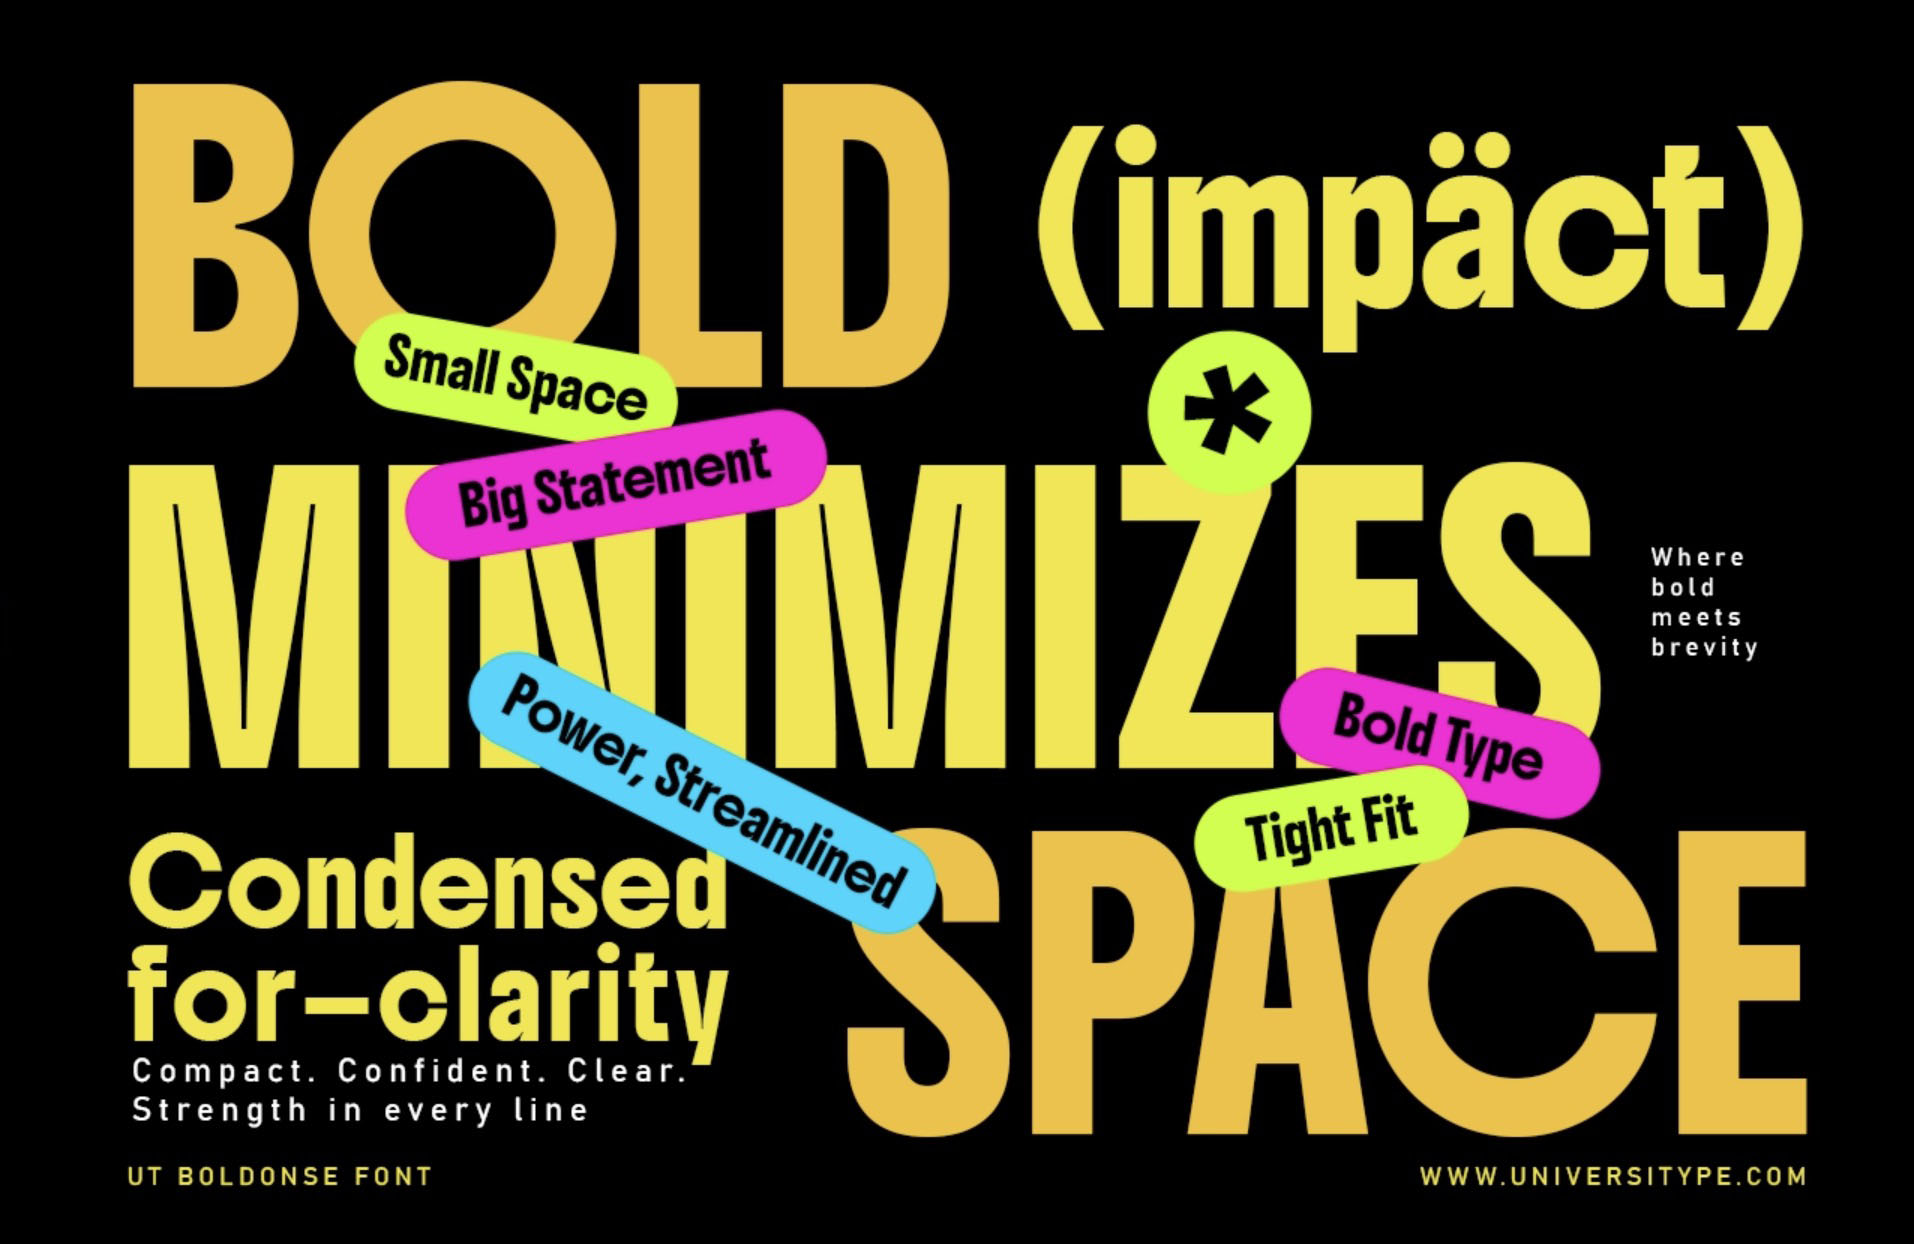 BOLD (impäct)
Small Space
*
Big Statement
MINIMIZES
Where
bold
meets
brevity
Power, Streamlined
Bold Type
Tight Fit
Condensed
for–clarity
SPACE
Compact. Confident. Clear.
Strength in every line
UT BOLDONSE FONT
WWW.UNIVERSITYPE.COM